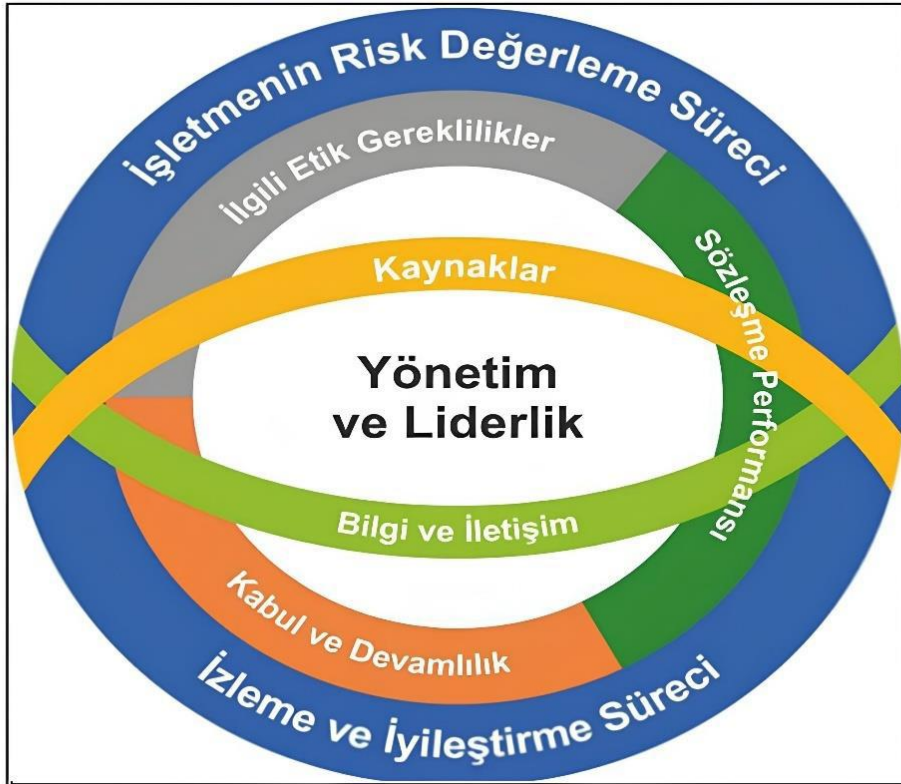 İşletmenin Risk Değerleme Süreci
İlgili Etik Gereklilikler
Sözleşme Performansı
Kaynaklar
Yönetim
ve Liderlik
Bilgi ve İletişim
Kabul ve Devamlılık
İzleme ve İyileştirme Süreci